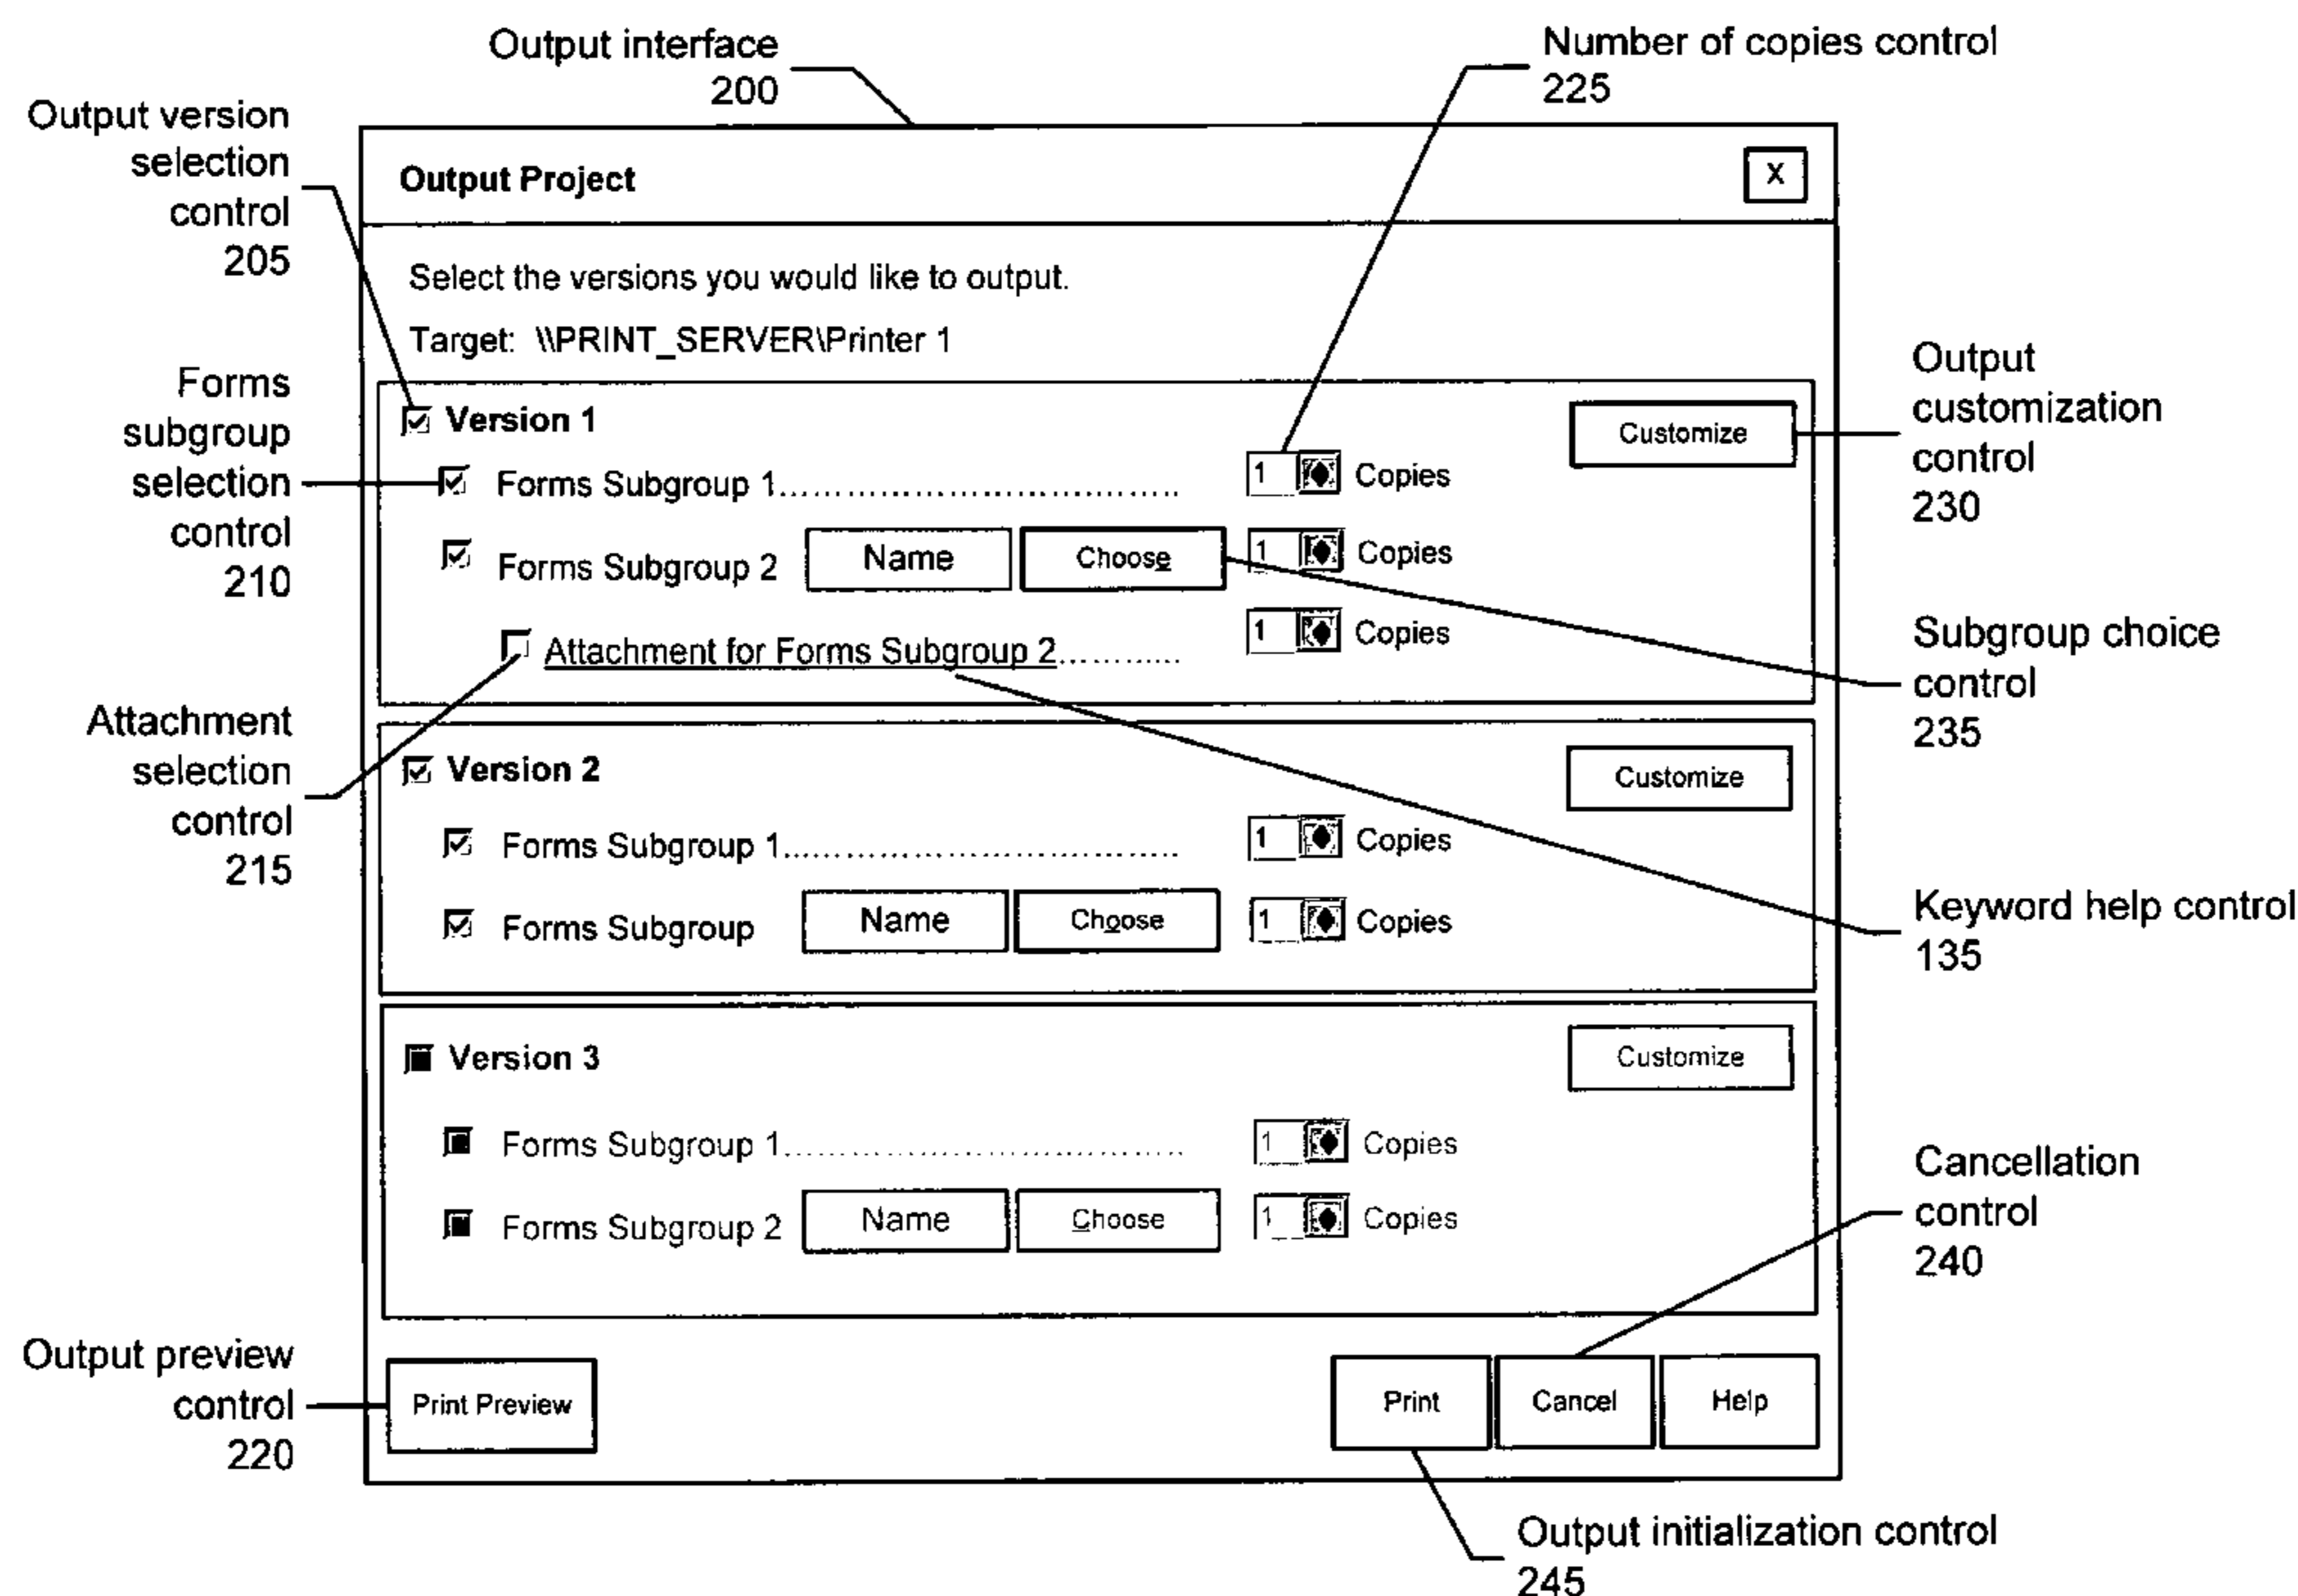 Output interface
200
Number of copies control
225
Output version
selection
control
205
Output Project
X
Select the versions you would like to output.
Target: \\PRINT_SERVER\Printer 1
Forms
subgroup
selection
control
210
Output
customization
control
230
Version 1
Customize
Forms Subgroup 1..................................
1
Copies
Forms Subgroup 2
Name
Choose
1
Copies
Attachment for Forms Subgroup 2...........
1
Copies
Subgroup choice
control
235
Attachment
selection
control
215
Version 2
Customize
Forms Subgroup 1..................................
1
Copies
Forms Subgroup
Name
Choose
1
Copies
Keyword help control
135
Version 3
Customize
Forms Subgroup 1..................................
1
Copies
Forms Subgroup 2
Name
Choose
1
Copies
Cancellation
control
240
Output preview
control
220
Print Preview
Print
Cancel
Help
Output initialization control
245